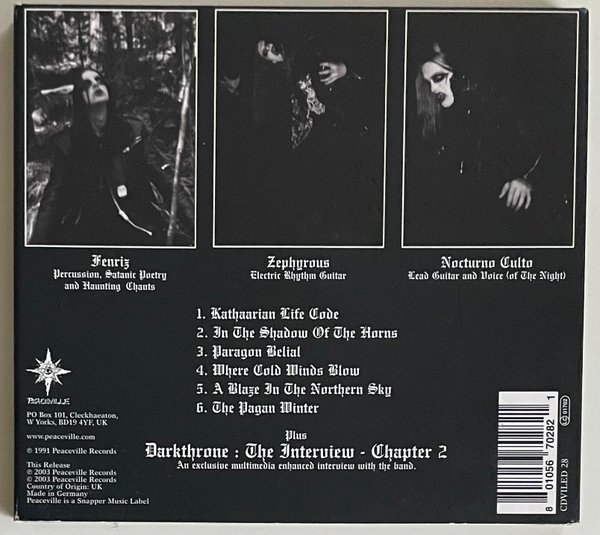 Fenriz
Percussion, Satanic Poetry
and Haunting Chants
Zephyrous
Electric Rhythm Guitar
Nocturno Culto
Lead Guitar and Voice (of The Night)
1. Kathaarian Life Code
2. In The Shadow Of The Horns
3. Paragon Belial
4. Where Cold Winds Blow
5. A Blaze In The Northern Sky
6. The Pagan Winter
Plus
Darkthrone : The Interview - Chapter 2
An exclusive multimedia enhanced interview with the band.
PEACEVILLE
PO Box 101, Cleckhaeaton,
W Yorks, BD19 4YF, UK
www.peaceville.com
℗ 1991 Peaceville Records
This Release
℗ 2003 Peaceville Records
© 2003 Peaceville Records
Country of Origin: UK
Made in Germany
Peaceville is a Snapper Music Label
8 01056 70282 1
LC 01782
CDVILED 28